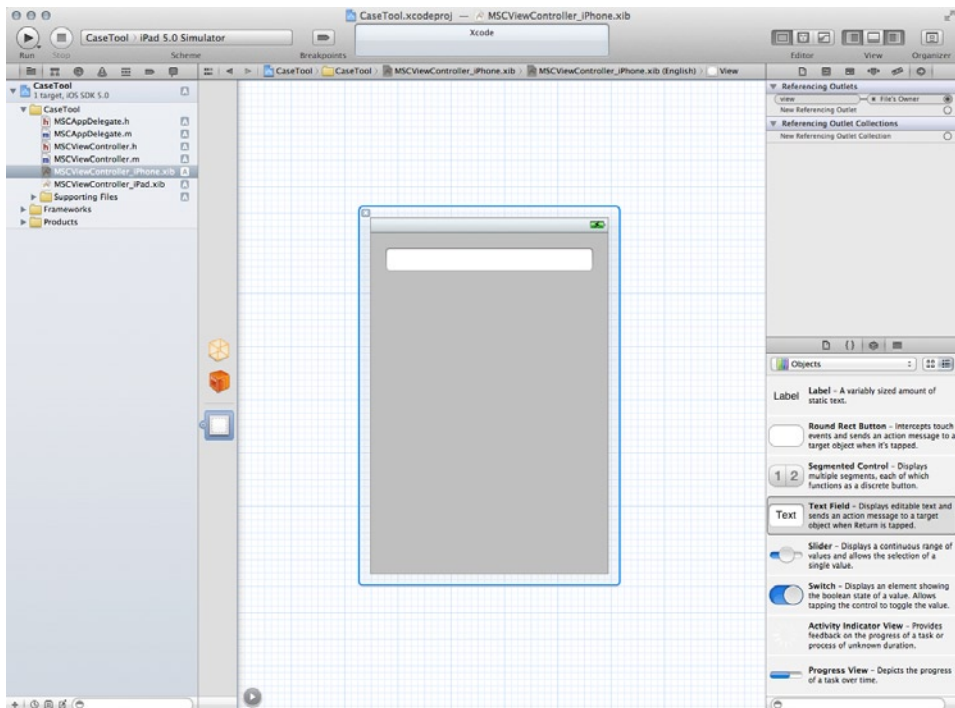 CaseTool.xcodeproj — MSCViewController_iPhone.xib
CaseTool › iPad 5.0 Simulator
Xcode
Run
Stop
Scheme
Breakpoints
Editor
View
Organizer
CaseTool › CaseTool › MSCViewController_iPhone.xib › MSCViewController_iPhone.xib (English) › View
CaseTool
1 target, iOS SDK 5.0
CaseTool
MSCAppDelegate.h
MSCAppDelegate.m
MSCViewController.h
MSCViewController.m
MSCViewController_iPhone.xib
MSCViewController_iPad.xib
Supporting Files
Frameworks
Products
Referencing Outlets
view
File's Owner
New Referencing Outlet
Referencing Outlet Collections
New Referencing Outlet Collection
Objects
Label
Label – A variably sized amount of
static text.
Round Rect Button – Intercepts touch
events and sends an action message to a
target object when it's tapped.
1 2
Segmented Control – Displays
multiple segments, each of which
functions as a discrete button.
Text
Text Field – Displays editable text and
sends an action message to a target
object when Return is tapped.
Slider – Displays a continuous range of
values and allows the selection of a
single value.
Switch – Displays an element showing
the boolean state of a value. Allows
tapping the control to toggle the value.
Activity Indicator View – Provides
feedback on the progress of a task or
process of unknown duration.
Progress View – Depicts the progress
of a task over time.